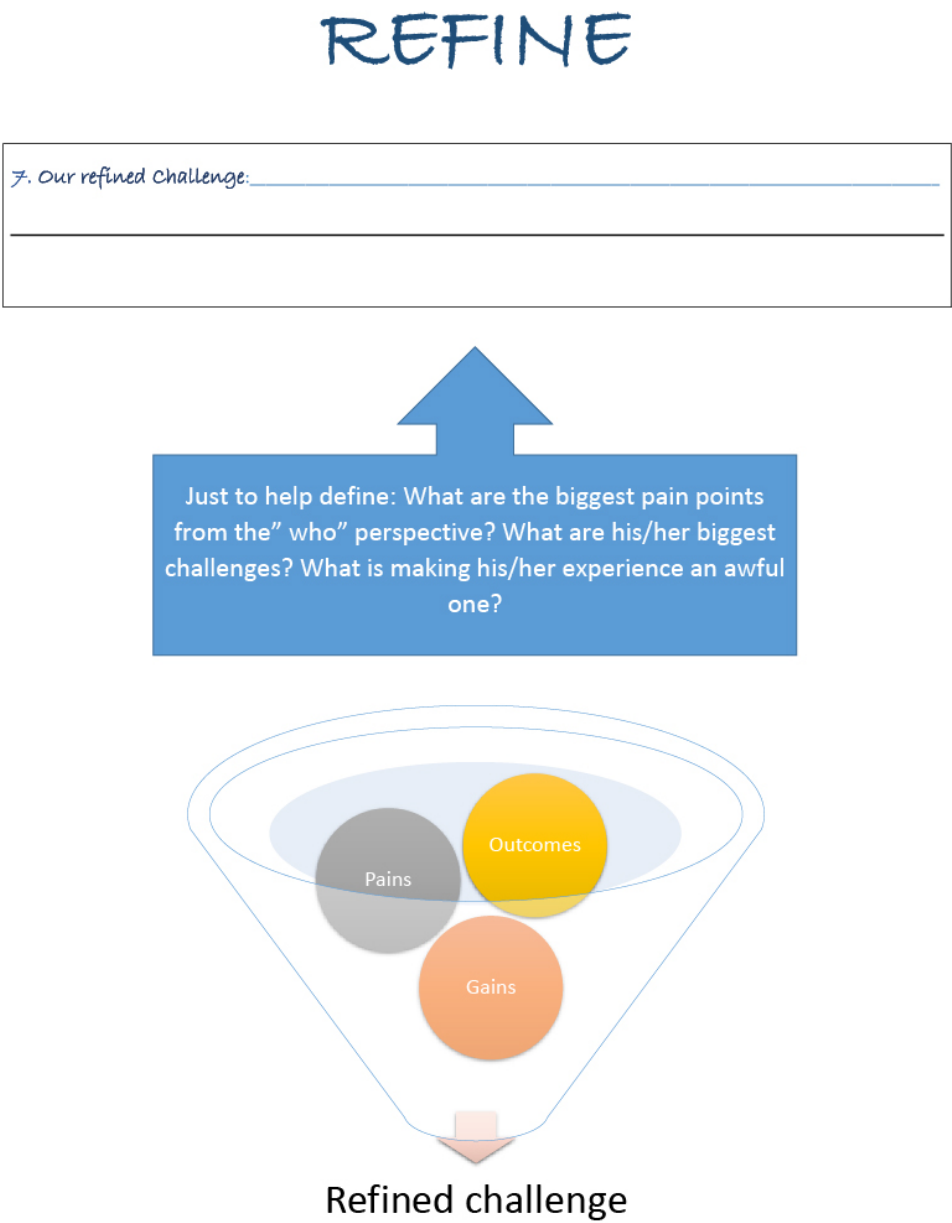 REFINE
7. Our refined Challenge:
Just to help define: What are the biggest pain points
from the” who” perspective? What are his/her biggest
challenges? What is making his/her experience an awful
one?
Outcomes
Pains
Gains
Refined challenge